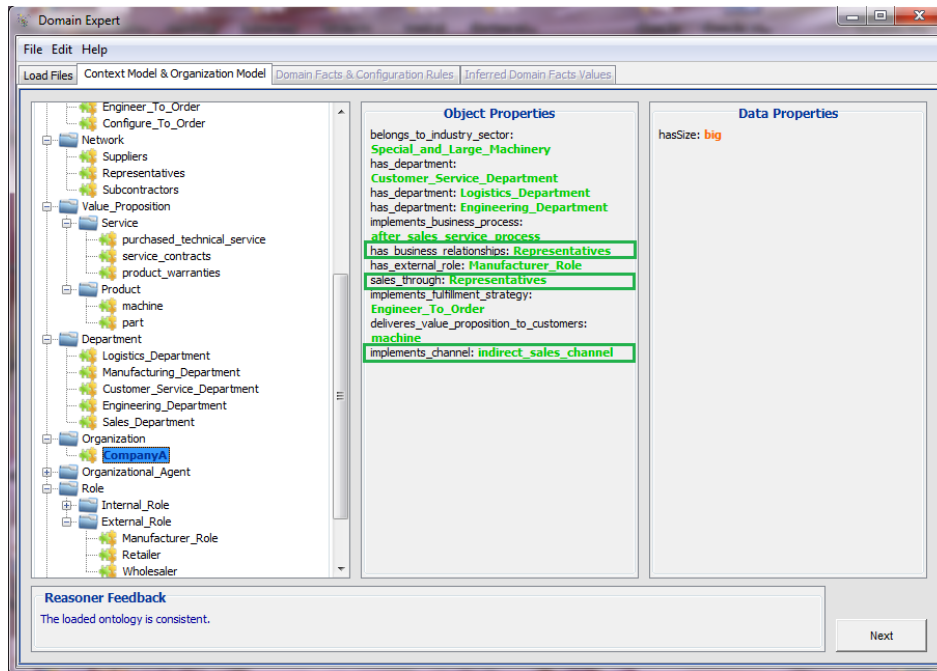 Domain Expert
File Edit Help
Load Files
Context Model & Organization Model
Domain Facts & Configuration Rules
Inferred Domain Facts Values
Engineer_To_Order
Configure_To_Order
Network
Suppliers
Representatives
Subcontractors
Value_Proposition
Service
purchased_technical_service
service_contracts
product_warranties
Product
machine
part
Department
Logistics_Department
Manufacturing_Department
Customer_Service_Department
Engineering_Department
Sales_Department
Organization
CompanyA
Organizational_Agent
Role
Internal_Role
External_Role
Manufacturer_Role
Retailer
Wholesaler
Object Properties
belongs_to_industry_sector:
Special_and_Large_Machinery
has_department:
Customer_Service_Department
has_department: Logistics_Department
has_department: Engineering_Department
implements_business_process:
after_sales_service_process
has_business_relationships: Representatives
has_external_role: Manufacturer_Role
sales_through: Representatives
implements_fulfillment_strategy:
Engineer_To_Order
deliveres_value_proposition_to_customers:
machine
implements_channel: indirect_sales_channel
Data Properties
hasSize: big
Reasoner Feedback
The loaded ontology is consistent.
Next